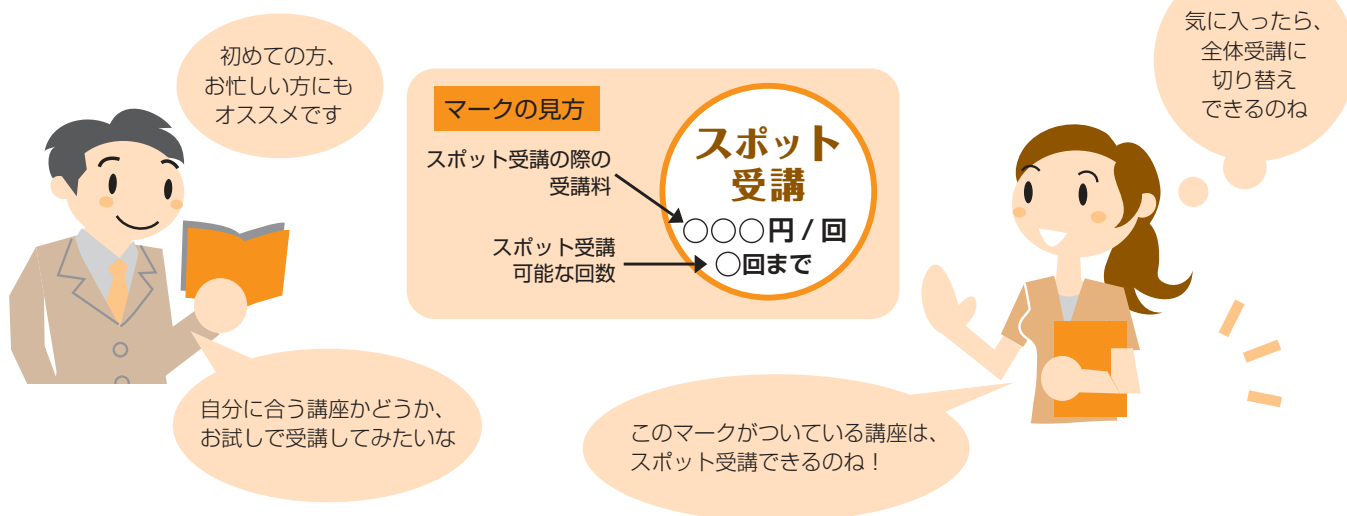 初めての方、
お忙しい方にも
オススメです
マークの見方
スポット受講の際の
受講料
スポット受講
可能な回数
スポット
受講
○○○円 / 回
○回まで
気に入ったら、
全体受講に
切り替え
できるのね
自分に合う講座かどうか、
お試しで受講してみたいな
このマークがついている講座は、
スポット受講できるのね！